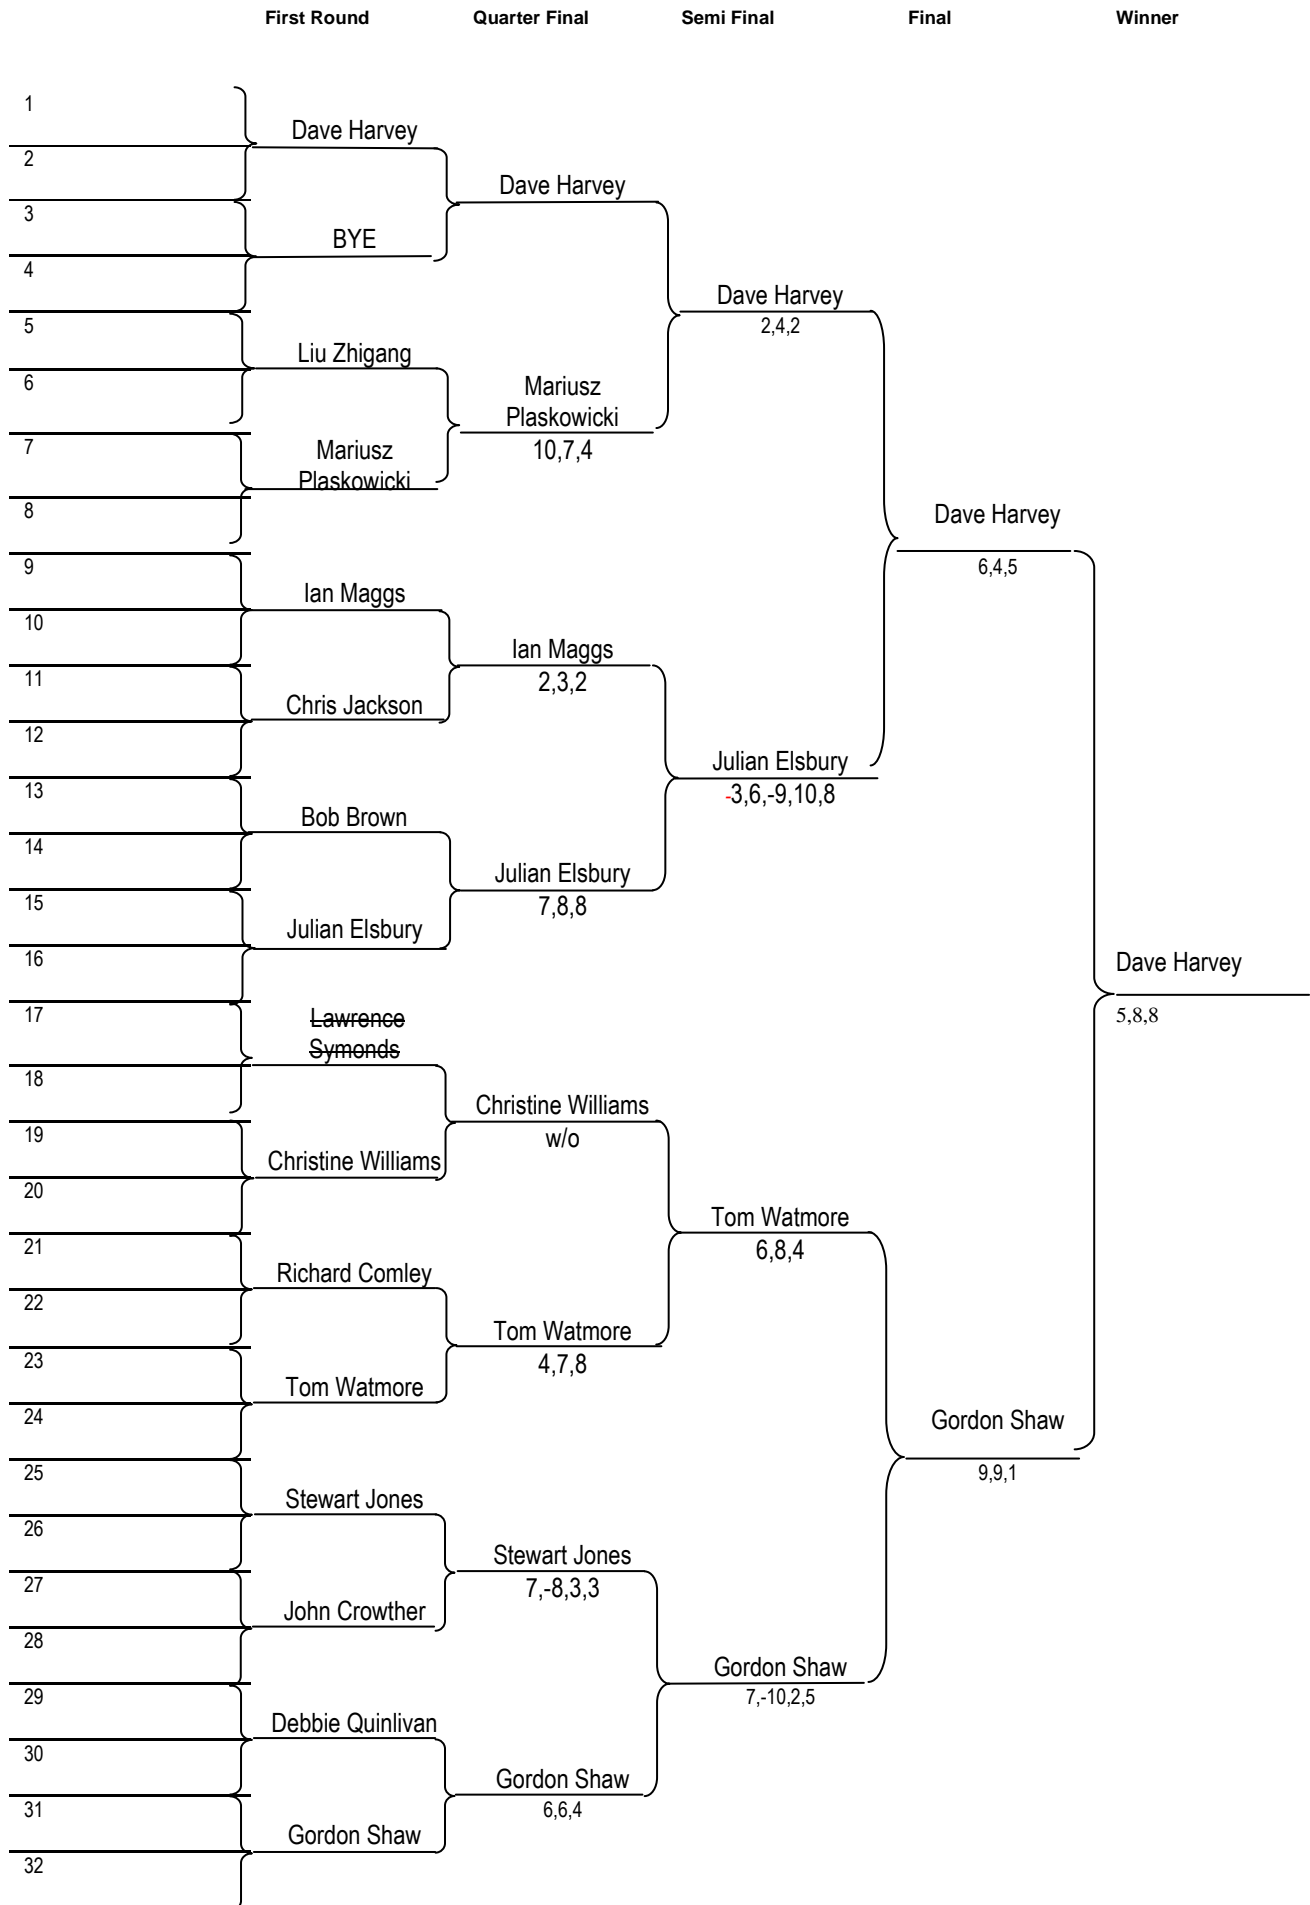 First Round Quarter Final Semi Final Final Winner
1
Dave Harvey
2
Dave Harvey
3
BYE
4
Dave Harvey
2,4,2
5
Liu Zhigang
6
Mariusz
Plaskowicki
10,7,4
7
Mariusz
Plaskowicki
8
Dave Harvey
6,4,5
9
Ian Maggs
10
Ian Maggs
2,3,2
11
Chris Jackson
12
Julian Elsbury
-3,6,-9,10,8
13
Bob Brown
14
Julian Elsbury
7,8,8
15
Julian Elsbury
16
Dave Harvey
5,8,8
17
Lawrence
Symonds
18
Christine Williams
w/o
19
Christine Williams
20
Tom Watmore
6,8,4
21
Richard Comley
22
Tom Watmore
4,7,8
23
Tom Watmore
24
Gordon Shaw
9,9,1
25
Stewart Jones
26
Stewart Jones
7,-8,3,3
27
John Crowther
28
Gordon Shaw
7,-10,2,5
29
Debbie Quinlivan
30
Gordon Shaw
6,6,4
31
Gordon Shaw
32